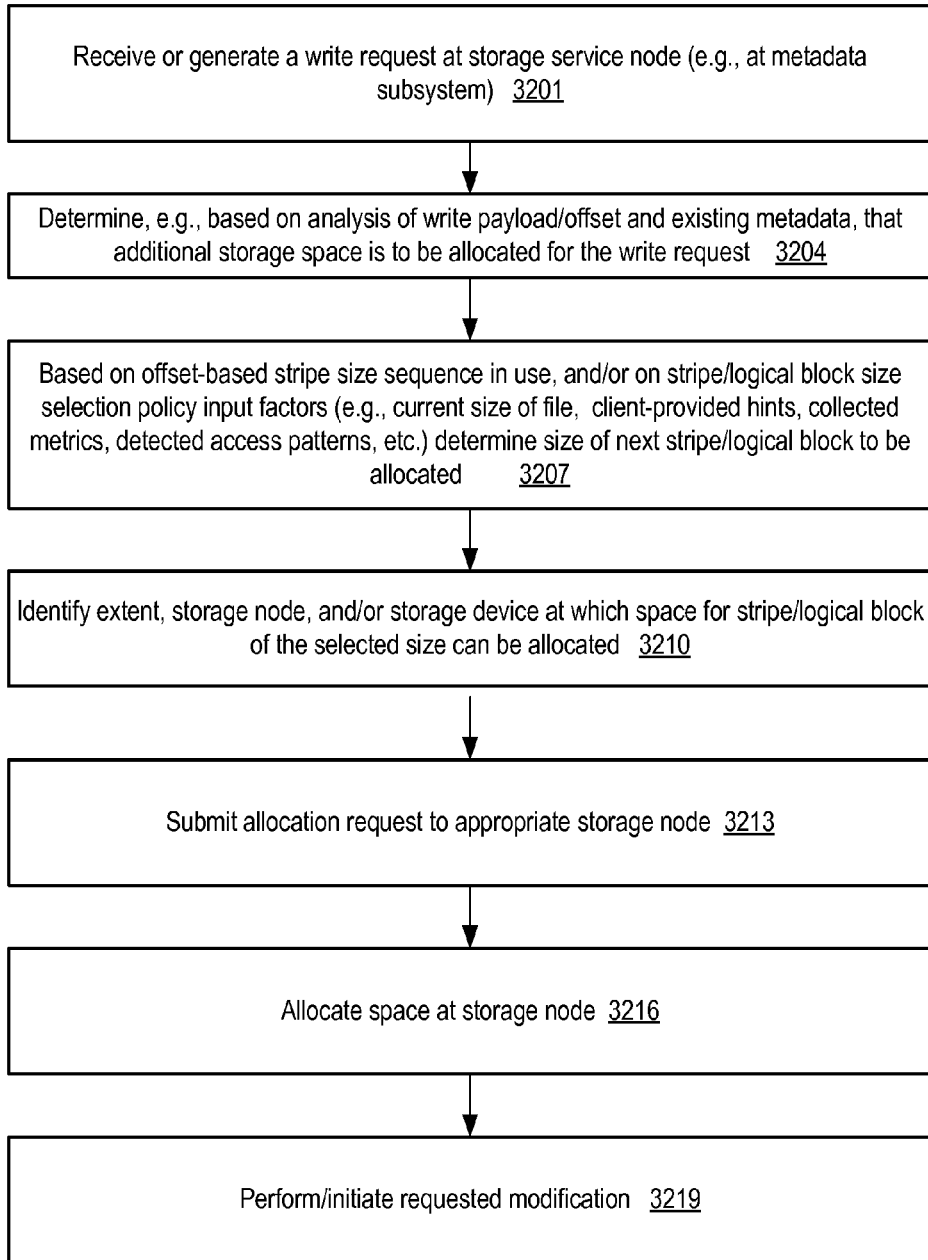 Receive or generate a write request at storage service node (e.g., at metadata
subsystem) 3201
Determine, e.g., based on analysis of write payload/offset and existing metadata, that
additional storage space is to be allocated for the write request 3204
Based on offset-based stripe size sequence in use, and/or on stripe/logical block size
selection policy input factors (e.g., current size of file, client-provided hints, collected
metrics, detected access patterns, etc.) determine size of next stripe/logical block to be
allocated 3207
Identify extent, storage node, and/or storage device at which space for stripe/logical block
of the selected size can be allocated 3210
Submit allocation request to appropriate storage node 3213
Allocate space at storage node 3216
Perform/initiate requested modification 3219